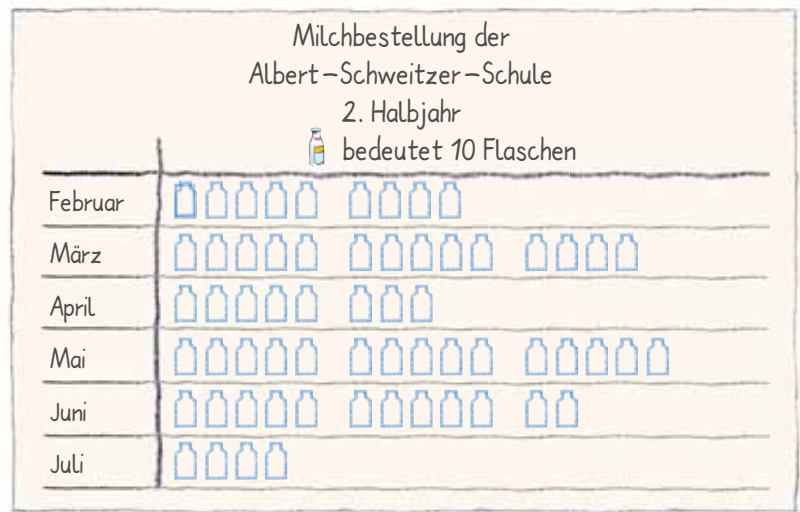 Milchbestellung der
Albert–Schweitzer–Schule
2. Halbjahr
bedeutet 10 Flaschen
Februar
März
April
Mai
Juni
Juli